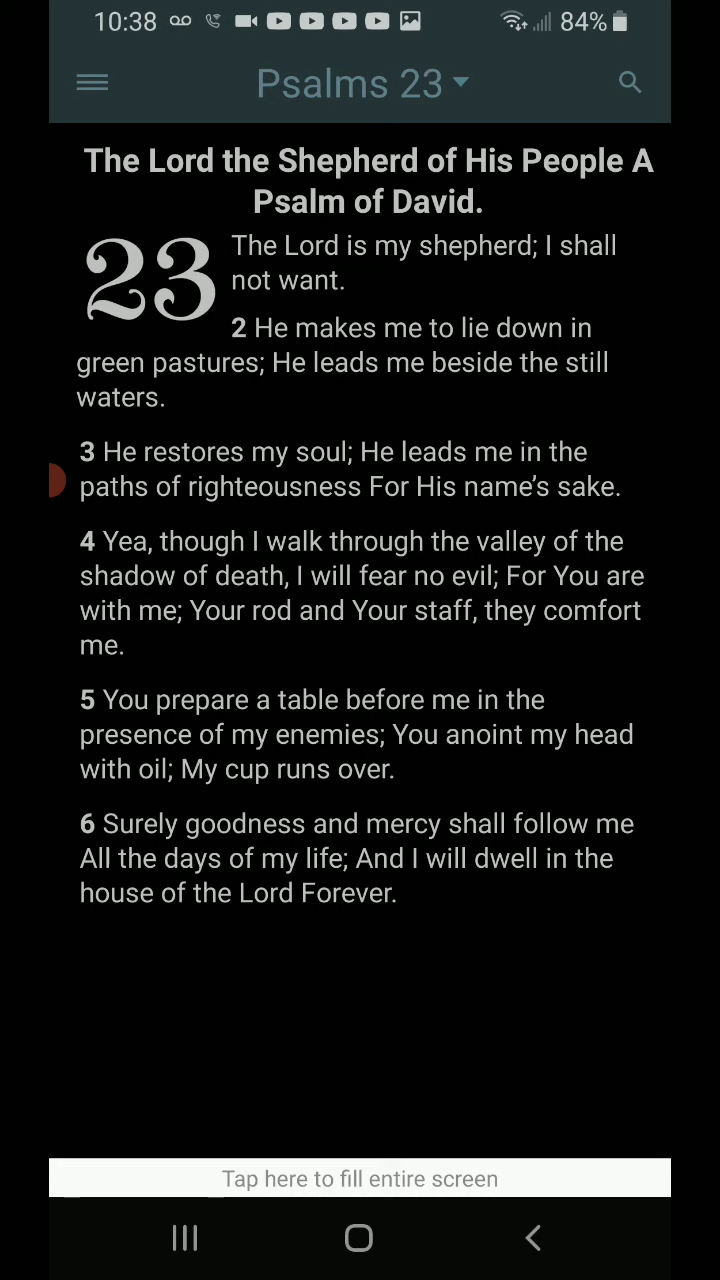 10:38
84%
Psalms 23
The Lord the Shepherd of His People A
Psalm of David.
23
The Lord is my shepherd; I shall
not want.
2 He makes me to lie down in
green pastures; He leads me beside the still
waters.
3 He restores my soul; He leads me in the
paths of righteousness For His name’s sake.
4 Yea, though I walk through the valley of the
shadow of death, I will fear no evil; For You are
with me; Your rod and Your staff, they comfort
me.
5 You prepare a table before me in the
presence of my enemies; You anoint my head
with oil; My cup runs over.
6 Surely goodness and mercy shall follow me
All the days of my life; And I will dwell in the
house of the Lord Forever.
Tap here to fill entire screen